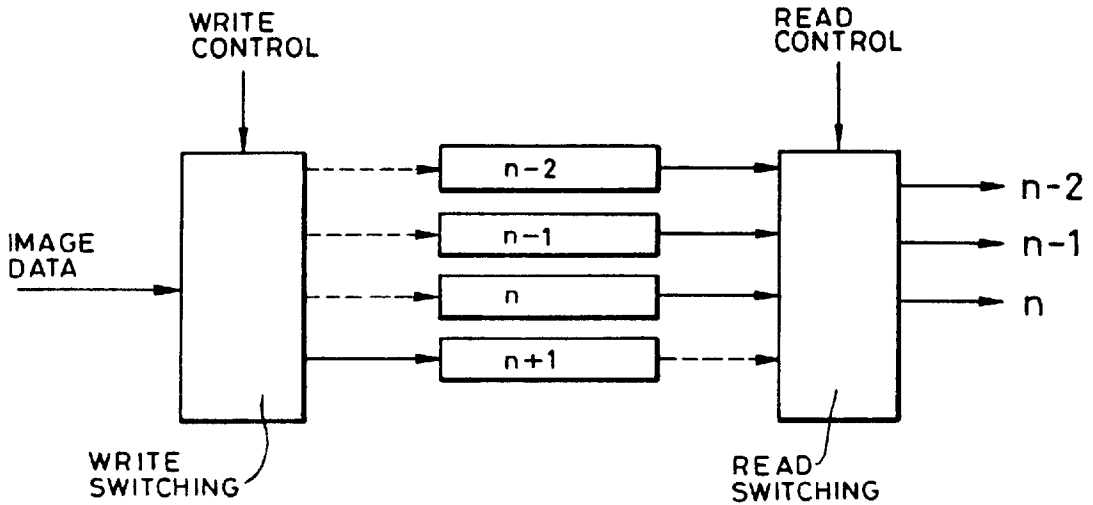 WRITE
CONTROL
READ
CONTROL
IMAGE
DATA
n-2
n-1
n
n+1
n-2
n-1
n
WRITE
SWITCHING
READ
SWITCHING